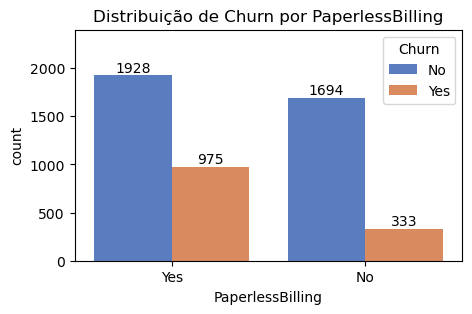 Distribuição de Churn por PaperlessBilling
Churn
No
Yes
count
2000
1500
1000
500
0
1928
975
1694
333
Yes
No
PaperlessBilling